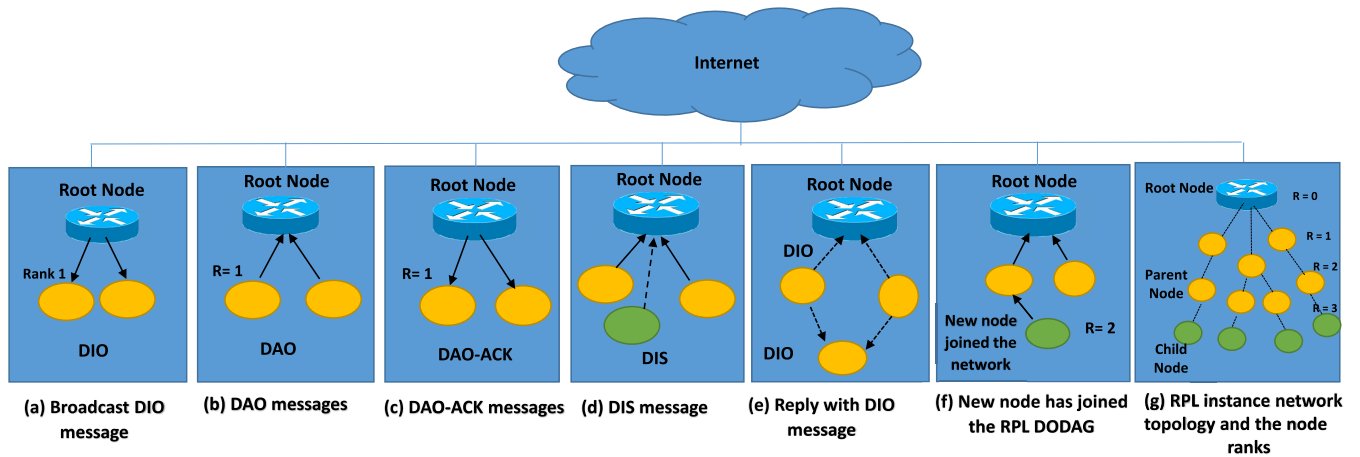 Internet
Root Node
Rank 1
DIO
(a) Broadcast DIO
message
Root Node
R= 1
DAO
(b) DAO messages
Root Node
R= 1
DAO-ACK
(c) DAO-ACK messages
Root Node
DIS
(d) DIS message
Root Node
DIO
DIO
(e) Reply with DIO
message
Root Node
New node
joined the
network
R= 2
(f) New node has joined
the RPL DODAG
Root Node
R = 0
R = 1
R = 2
Parent
Node
R = 3
Child
Node
(g) RPL instance network
topology and the node
ranks